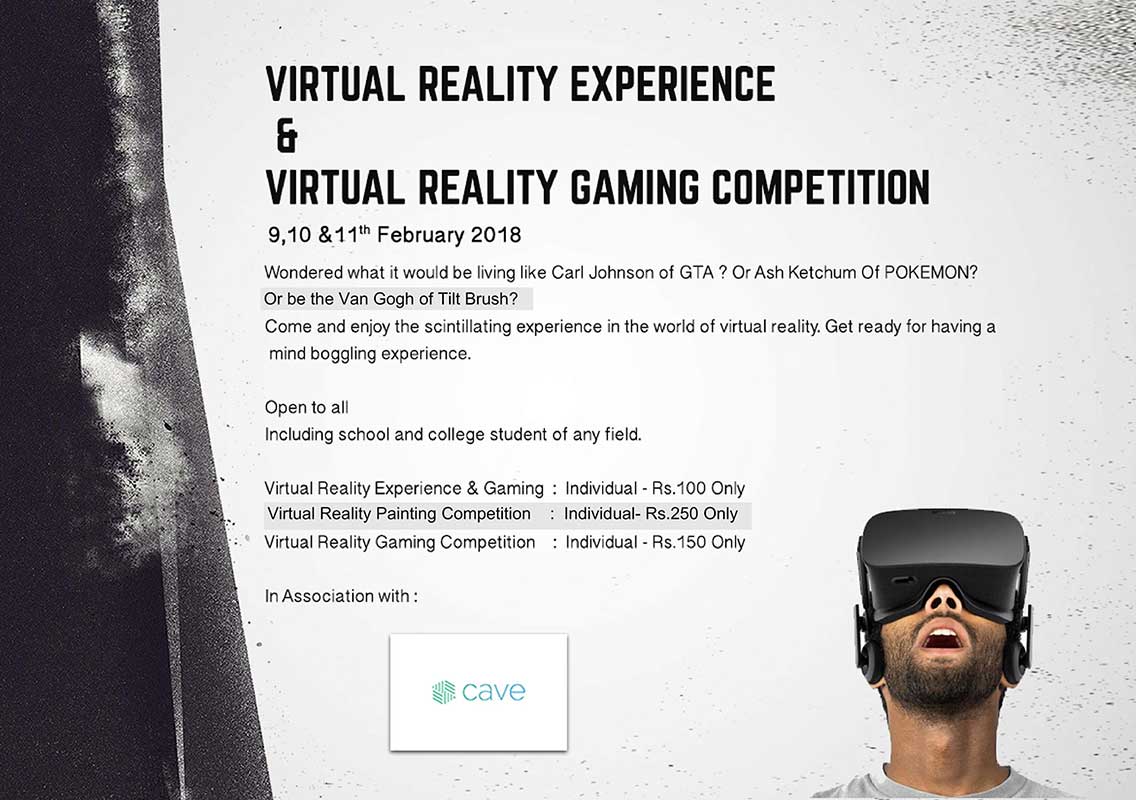 VIRTUAL REALITY EXPERIENCE
&
VIRTUAL REALITY GAMING COMPETITION
9,10 &11th February 2018
Wondered what it would be living like Carl Johnson of GTA ? Or Ash Ketchum Of POKEMON?
Or be the Van Gogh of Tilt Brush?
Come and enjoy the scintillating experience in the world of virtual reality. Get ready for having a
mind boggling experience.
Open to all
Including school and college student of any field.
Virtual Reality Experience & Gaming : Individual - Rs.100 Only
Virtual Reality Painting Competition : Individual- Rs.250 Only
Virtual Reality Gaming Competition : Individual - Rs.150 Only
In Association with :
cave